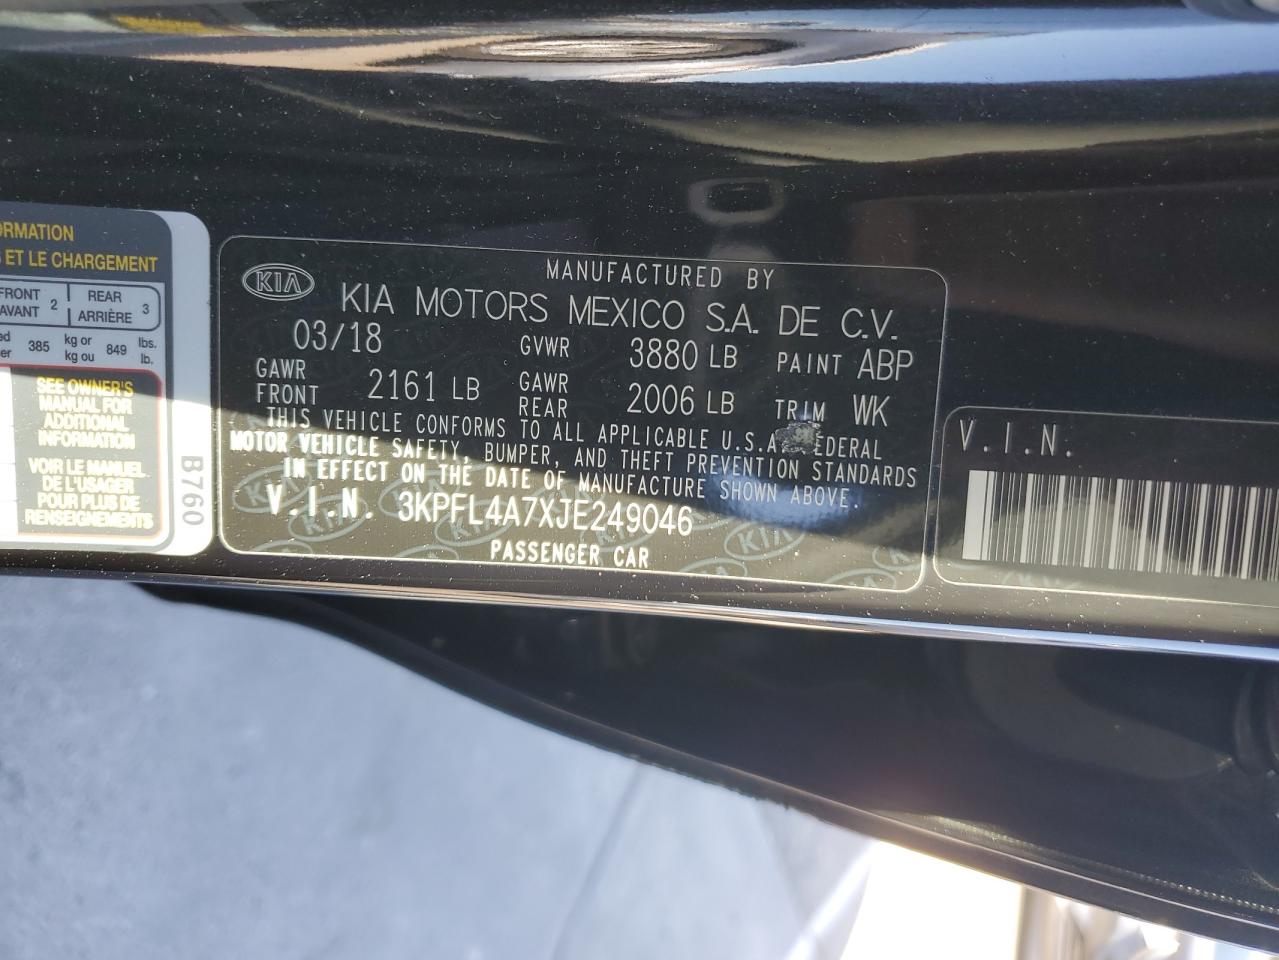 ORMATION
ET LE CHARGEMENT
FRONT 2 REAR 3
AVANT ARRIÈRE
385 kg or 849 lbs.
kg ou lb.
SEE OWNER'S
MANUAL FOR
ADDITIONAL
INFORMATION
VOIR LE MANUEL
DE L'USAGER
POUR PLUS DE
RENSEIGNEMENTS
B760
MANUFACTURED BY
KIA KIA MOTORS MEXICO S.A. DE C.V.
03/18 GVWR 3880 LB PAINT ABP
GAWR FRONT 2161 LB GAWR REAR 2006 LB TRIM WK
THIS VEHICLE CONFORMS TO ALL APPLICABLE U.S.A FEDERAL
MOTOR VEHICLE SAFETY, BUMPER, AND THEFT PREVENTION STANDARDS
IN EFFECT ON THE DATE OF MANUFACTURE SHOWN ABOVE.
V.I.N. 3KPFL4A7XJE249046
PASSENGER CAR
V.I.N.